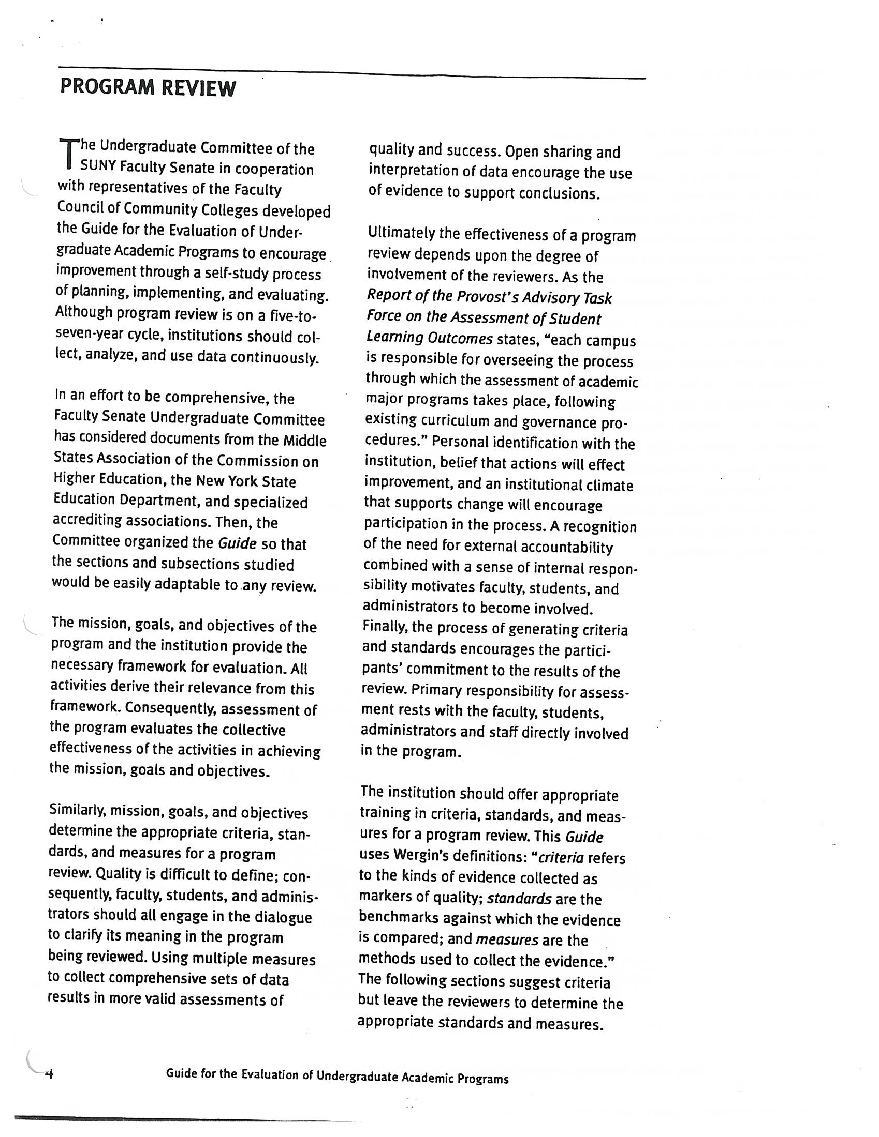 PROGRAM REVIEW
The Undergraduate Committee of the
SUNY Faculty Senate in cooperation
with representatives of the Faculty
Council of Community Colleges developed
the Guide for the Evaluation of Under-
graduate Academic Programs to encourage
improvement through a self-study process
of planning, implementing, and evaluating.
Although program review is on a five-to-
seven-year cycle, institutions should col-
lect, analyze, and use data continuously.

In an effort to be comprehensive, the
Faculty Senate Undergraduate Committee
has considered documents from the Middle
States Association of the Commission on
Higher Education, the New York State
Education Department, and specialized
accrediting associations. Then, the
Committee organized the Guide so that
the sections and subsections studied
would be easily adaptable to any review.

The mission, goals, and objectives of the
program and the institution provide the
necessary framework for evaluation. All
activities derive their relevance from this
framework. Consequently, assessment of
the program evaluates the collective
effectiveness of the activities in achieving
the mission, goals and objectives.

Similarly, mission, goals, and objectives
determine the appropriate criteria, stan-
dards, and measures for a program
review. Quality is difficult to define; con-
sequently, faculty, students, and adminis-
trators should all engage in the dialogue
to clarify its meaning in the program
being reviewed. Using multiple measures
to collect comprehensive sets of data
results in more valid assessments of
quality and success. Open sharing and
interpretation of data encourage the use
of evidence to support conclusions.

Ultimately the effectiveness of a program
review depends upon the degree of
involvement of the reviewers. As the
Report of the Provost's Advisory Task
Force on the Assessment of Student
Learning Outcomes states, "each campus
is responsible for overseeing the process
through which the assessment of academic
major programs takes place, following
existing curriculum and governance pro-
cedures." Personal identification with the
institution, belief that actions will effect
improvement, and an institutional climate
that supports change will encourage
participation in the process. A recognition
of the need for external accountability
combined with a sense of internal respon-
sibility motivates faculty, students, and
administrators to become involved.
Finally, the process of generating criteria
and standards encourages the partici-
pants' commitment to the results of the
review. Primary responsibility for assess-
ment rests with the faculty, students,
administrators and staff directly involved
in the program.

The institution should offer appropriate
training in criteria, standards, and meas-
ures for a program review. This Guide
uses Wergin's definitions: "criteria refers
to the kinds of evidence collected as
markers of quality; standards are the
benchmarks against which the evidence
is compared; and measures are the
methods used to collect the evidence."
The following sections suggest criteria
but leave the reviewers to determine the
appropriate standards and measures.

4 Guide for the Evaluation of Undergraduate Academic Programs